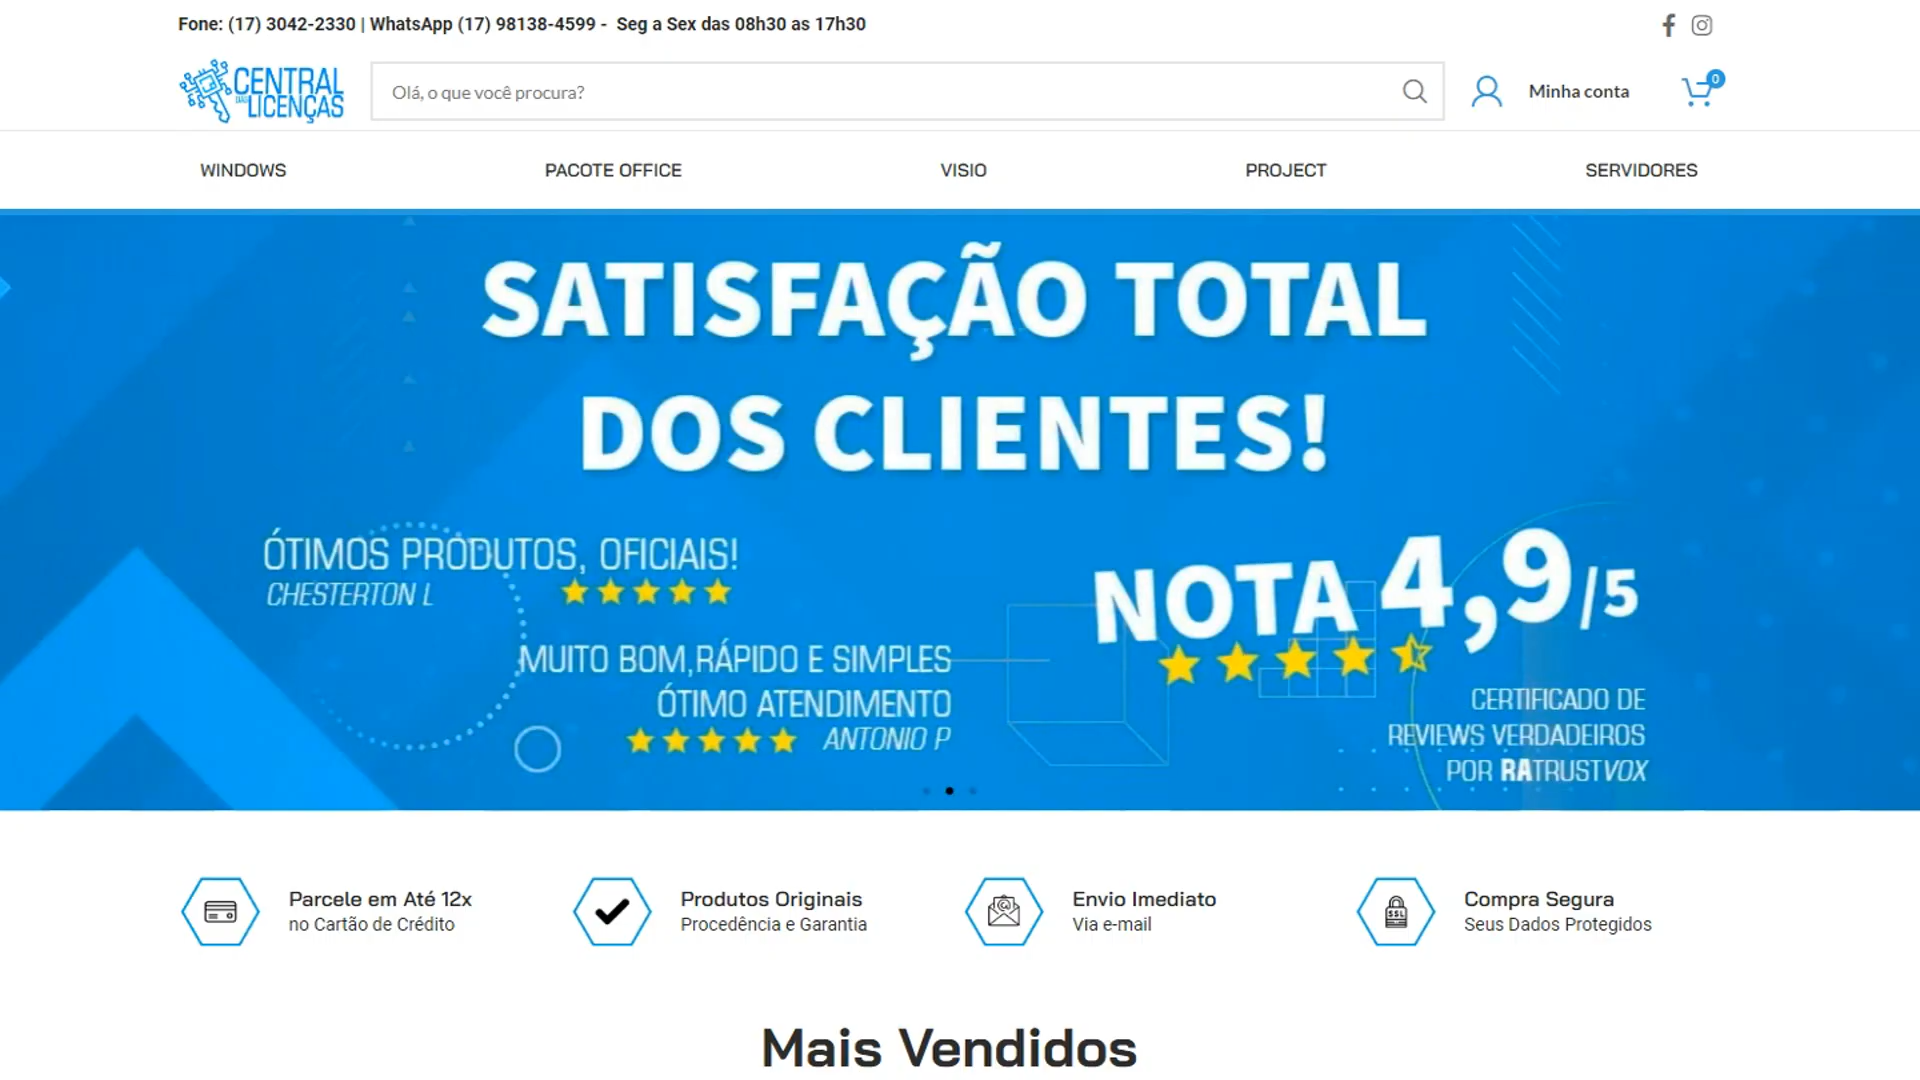 Fone: (17) 3042-2330 | WhatsApp (17) 98138-4599 - Seg a Sex das 08h30 as 17h30
CENTRAL
DAS
LICENÇAS
Olá, o que você procura?
Minha conta
0
WINDOWS
PACOTE OFFICE
VISIO
PROJECT
SERVIDORES
SATISFAÇÃO TOTAL
DOS CLIENTES!
ÓTIMOS PRODUTOS, OFICIAIS!
CHESTERTON L
MUITO BOM,RÁPIDO E SIMPLES
ÓTIMO ATENDIMENTO
ANTONIO P
NOTA 4,9/5
CERTIFICADO DE
REVIEWS VERDADEIROS
POR RATRUSTVOX
Parcele em Até 12x
no Cartão de Crédito
Produtos Originais
Procedência e Garantia
Envio Imediato
Via e-mail
SSL
Compra Segura
Seus Dados Protegidos
Mais Vendidos